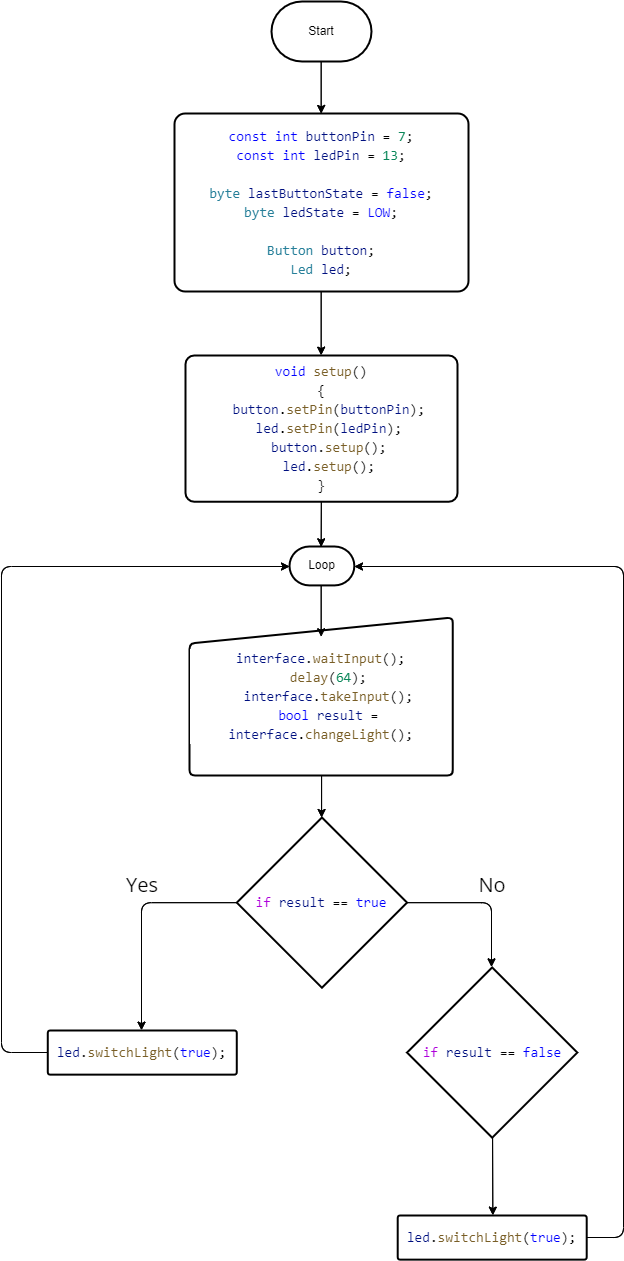 Start
const int buttonPin = 7;
const int ledPin = 13;
byte lastButtonState = false;
byte ledState = LOW;
Button button;
Led led;
void setup()
{
button.setPin(buttonPin);
led.setPin(ledPin);
button.setup();
led.setup();
}
Loop
interface.waitInput();
delay(64);
interface.takeInput();
bool result =
interface.changeLight();
if result == true
Yes
No
led.switchLight(true);
if result == false
led.switchLight(true);